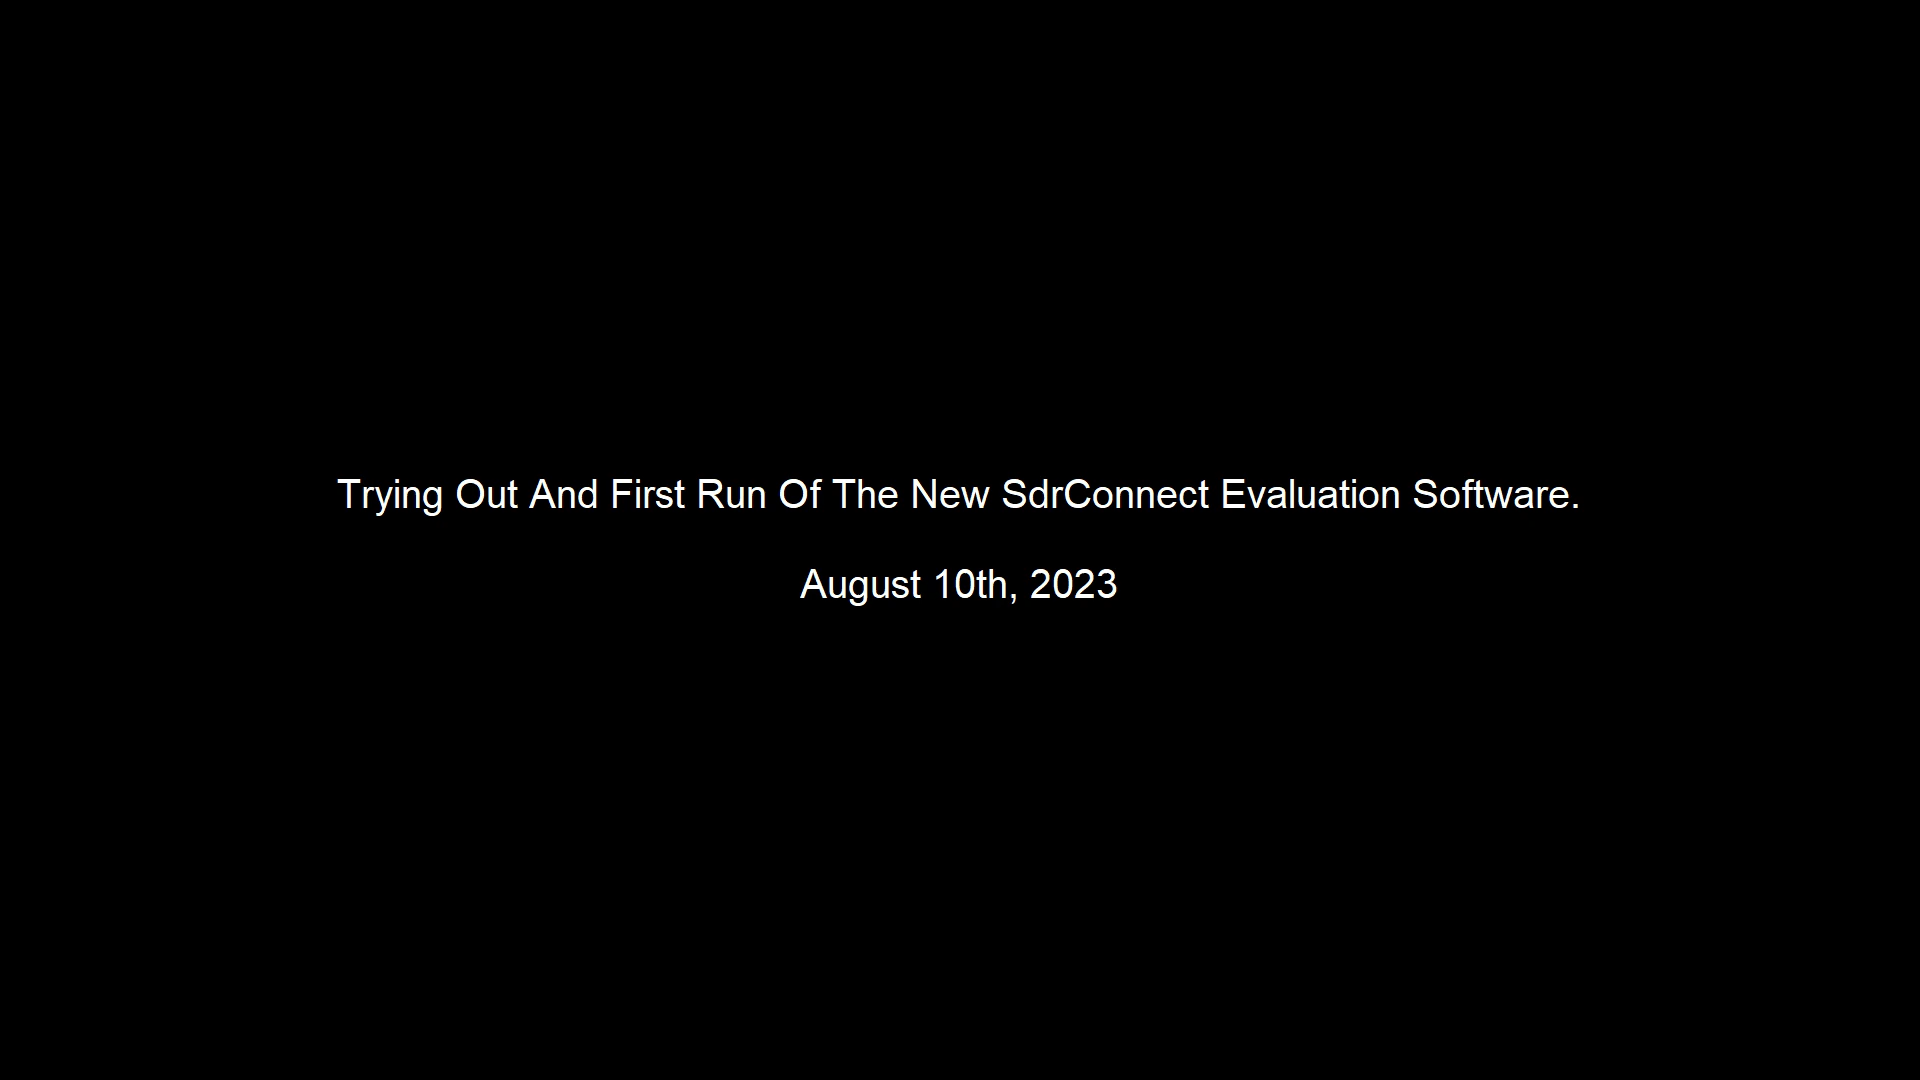 Trying Out And First Run Of The New SdrConnect Evaluation Software.
August 10th, 2023